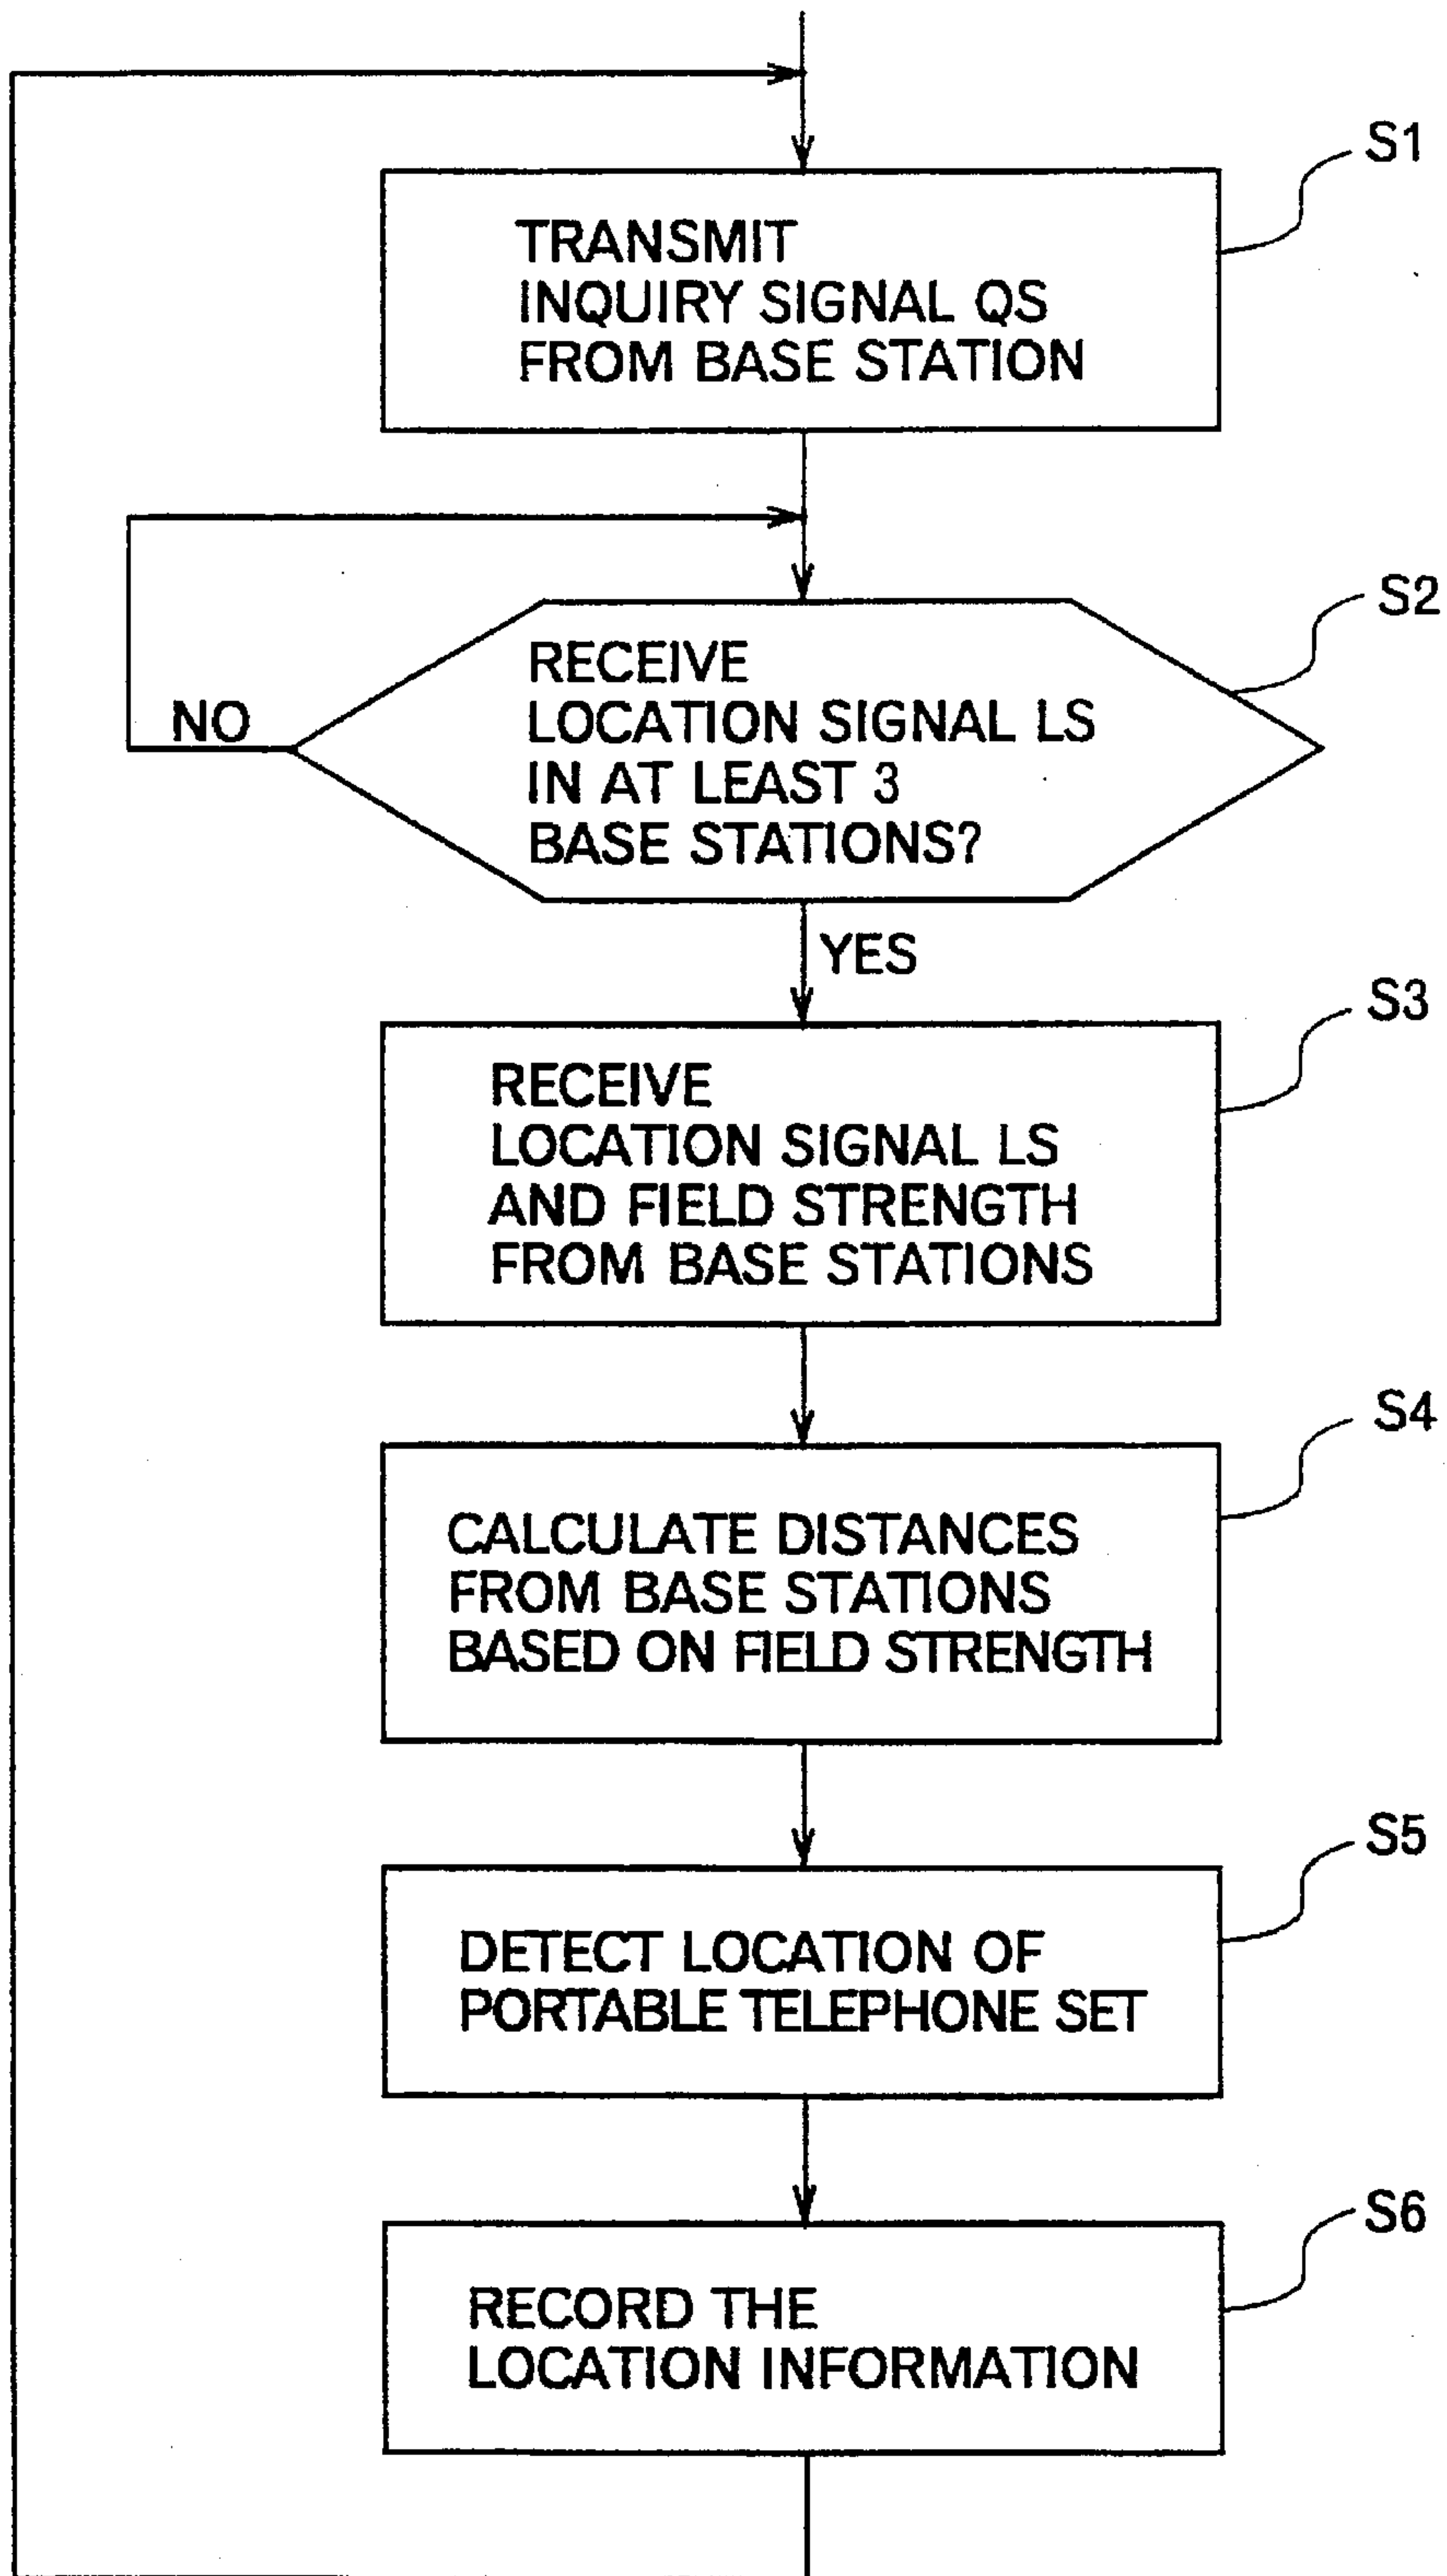 S1
TRANSMIT
INQUIRY SIGNAL QS
FROM BASE STATION
S2
RECEIVE
LOCATION SIGNAL LS
IN AT LEAST 3
BASE STATIONS?
NO
YES
S3
RECEIVE
LOCATION SIGNAL LS
AND FIELD STRENGTH
FROM BASE STATIONS
S4
CALCULATE DISTANCES
FROM BASE STATIONS
BASED ON FIELD STRENGTH
S5
DETECT LOCATION OF
PORTABLE TELEPHONE SET
S6
RECORD THE
LOCATION INFORMATION